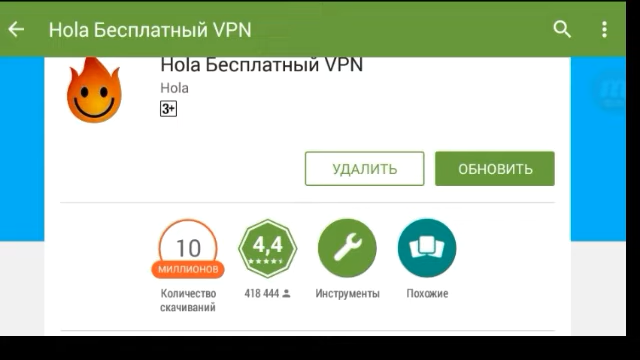 Hola Бесплатный VPN
Hola Бесплатный VPN
Hola
3+
УДАЛИТЬ
ОБНОВИТЬ
10
МИЛЛИОНОВ
4,4
Количество
скачиваний
418 444
Инструменты
Похожие